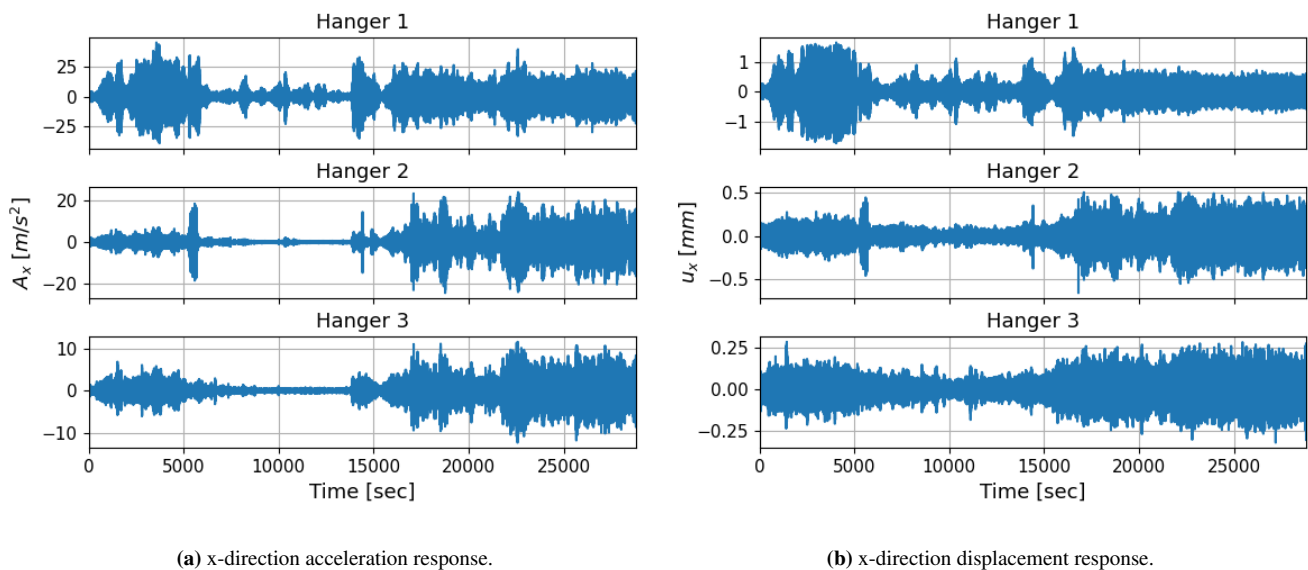 Hanger 1
25
0
−25
Hanger 2
20
0
−20
Hanger 3
10
0
−10
0 5000 10000 15000 20000 25000
Time [sec]
A_x [m/s²]
(a) x-direction acceleration response.
Hanger 1
1
0
−1
Hanger 2
0.5
0.0
−0.5
Hanger 3
0.25
0.00
−0.25
0 5000 10000 15000 20000 25000
Time [sec]
u_x [mm]
(b) x-direction displacement response.